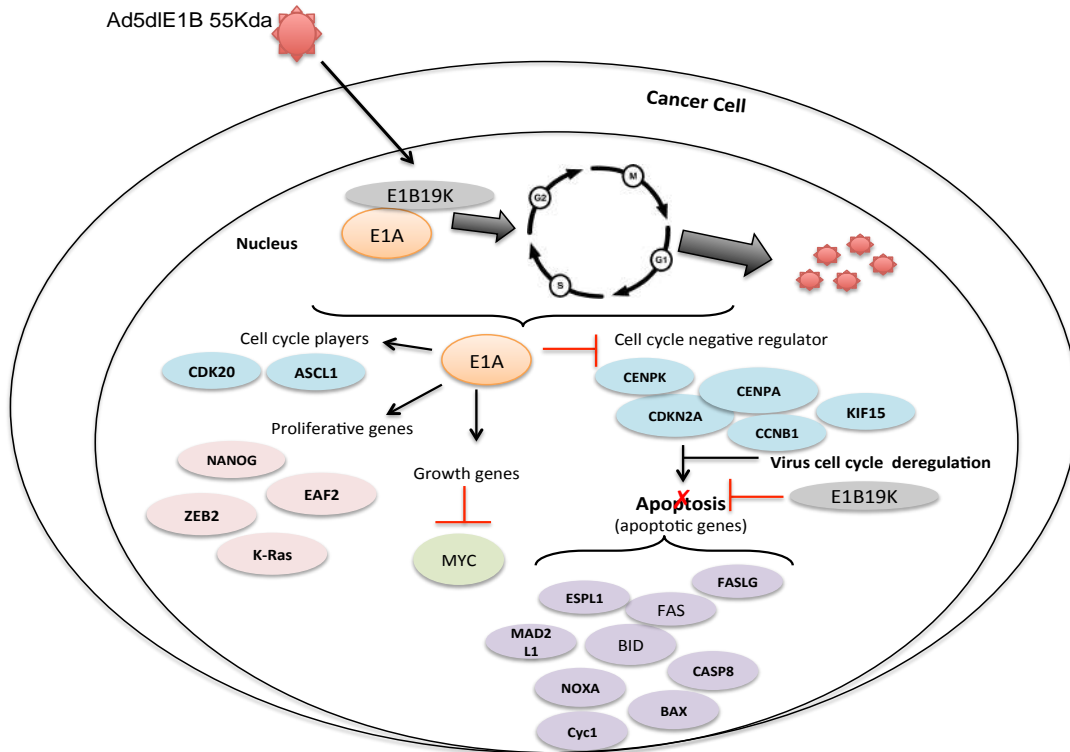 Ad5dlE1B 55Kda
Cancer Cell
E1B19K
E1A
Nucleus
G2
M
G1
S
Cell cycle players
CDK20
ASCL1
E1A
Cell cycle negative regulator
CENPK
CENPA
CDKN2A
KIF15
CCNB1
Proliferative genes
NANOG
EAF2
ZEB2
K-Ras
Growth genes
MYC
Virus cell cycle deregulation
E1B19K
Apoptosis
(apoptotic genes)
ESPL1
FASLG
FAS
MAD2
L1
BID
CASP8
NOXA
BAX
Cyc1